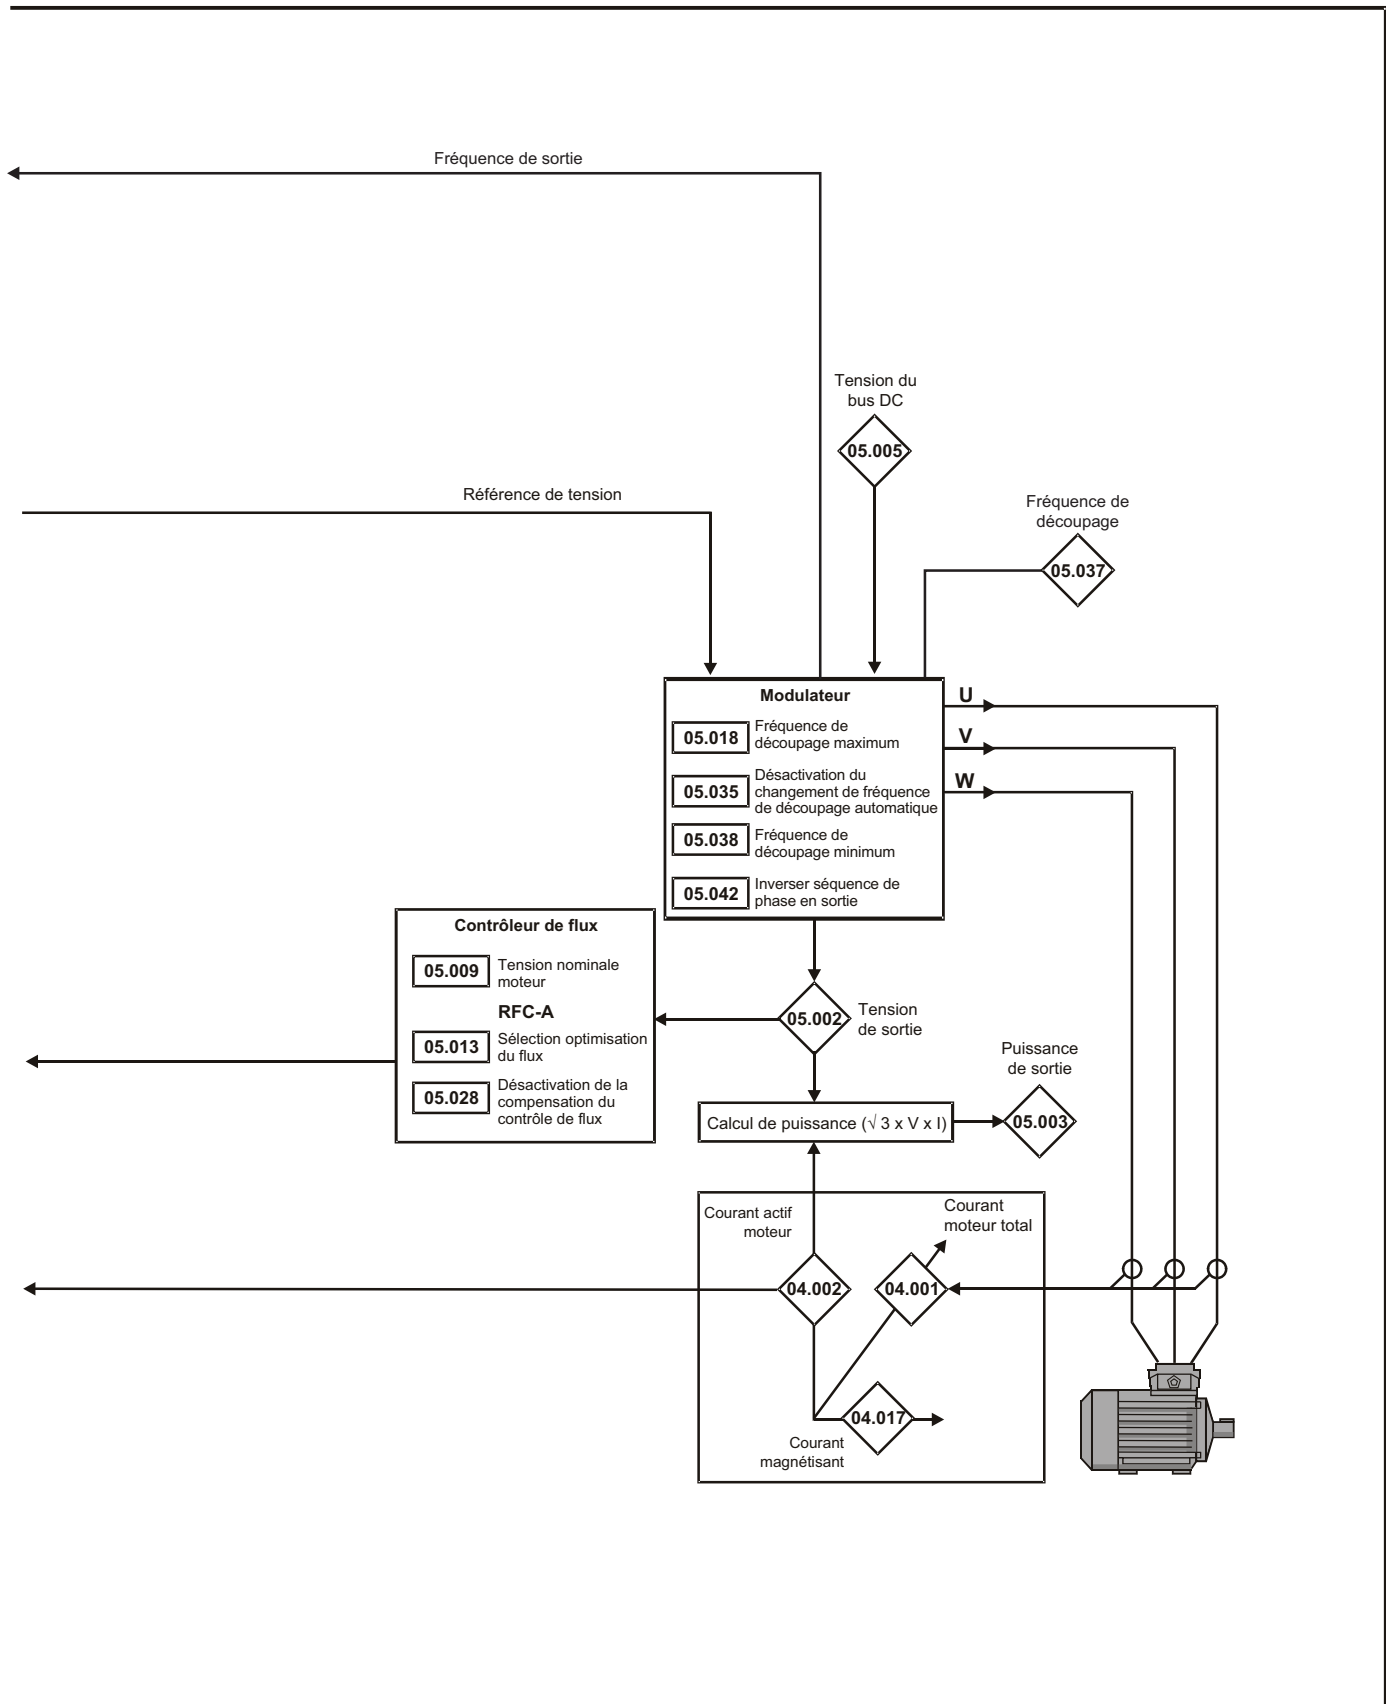 Fréquence de sortie
Tension du
bus DC
05.005
Référence de tension
Fréquence de
découpage
05.037
Modulateur
05.018
Fréquence de
découpage maximum
05.035
Désactivation du
changement de fréquence
de découpage automatique
05.038
Fréquence de
découpage minimum
05.042
Inverser séquence de
phase en sortie
U
V
W
Contrôleur de flux
05.009
Tension nominale
moteur
RFC-A
05.013
Sélection optimisation
du flux
05.028
Désactivation de la
compensation du
contrôle de flux
05.002
Tension
de sortie
Puissance
de sortie
Calcul de puissance (√ 3 x V x I)
05.003
Courant actif
moteur
Courant
moteur total
04.002
04.001
04.017
Courant
magnétisant